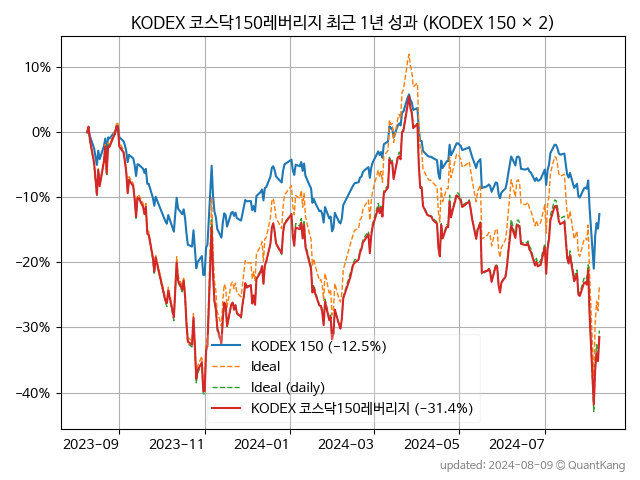 KODEX 코스닥150레버리지 최근 1년 성과 (KODEX 150 × 2)
10%
0%
−10%
−20%
−30%
−40%
KODEX 150 (−12.5%)
Ideal
Ideal (daily)
KODEX 코스닥150레버리지 (−31.4%)
2023-09 2023-11 2024-01 2024-03 2024-05 2024-07
updated: 2024-08-09 © QuantKang